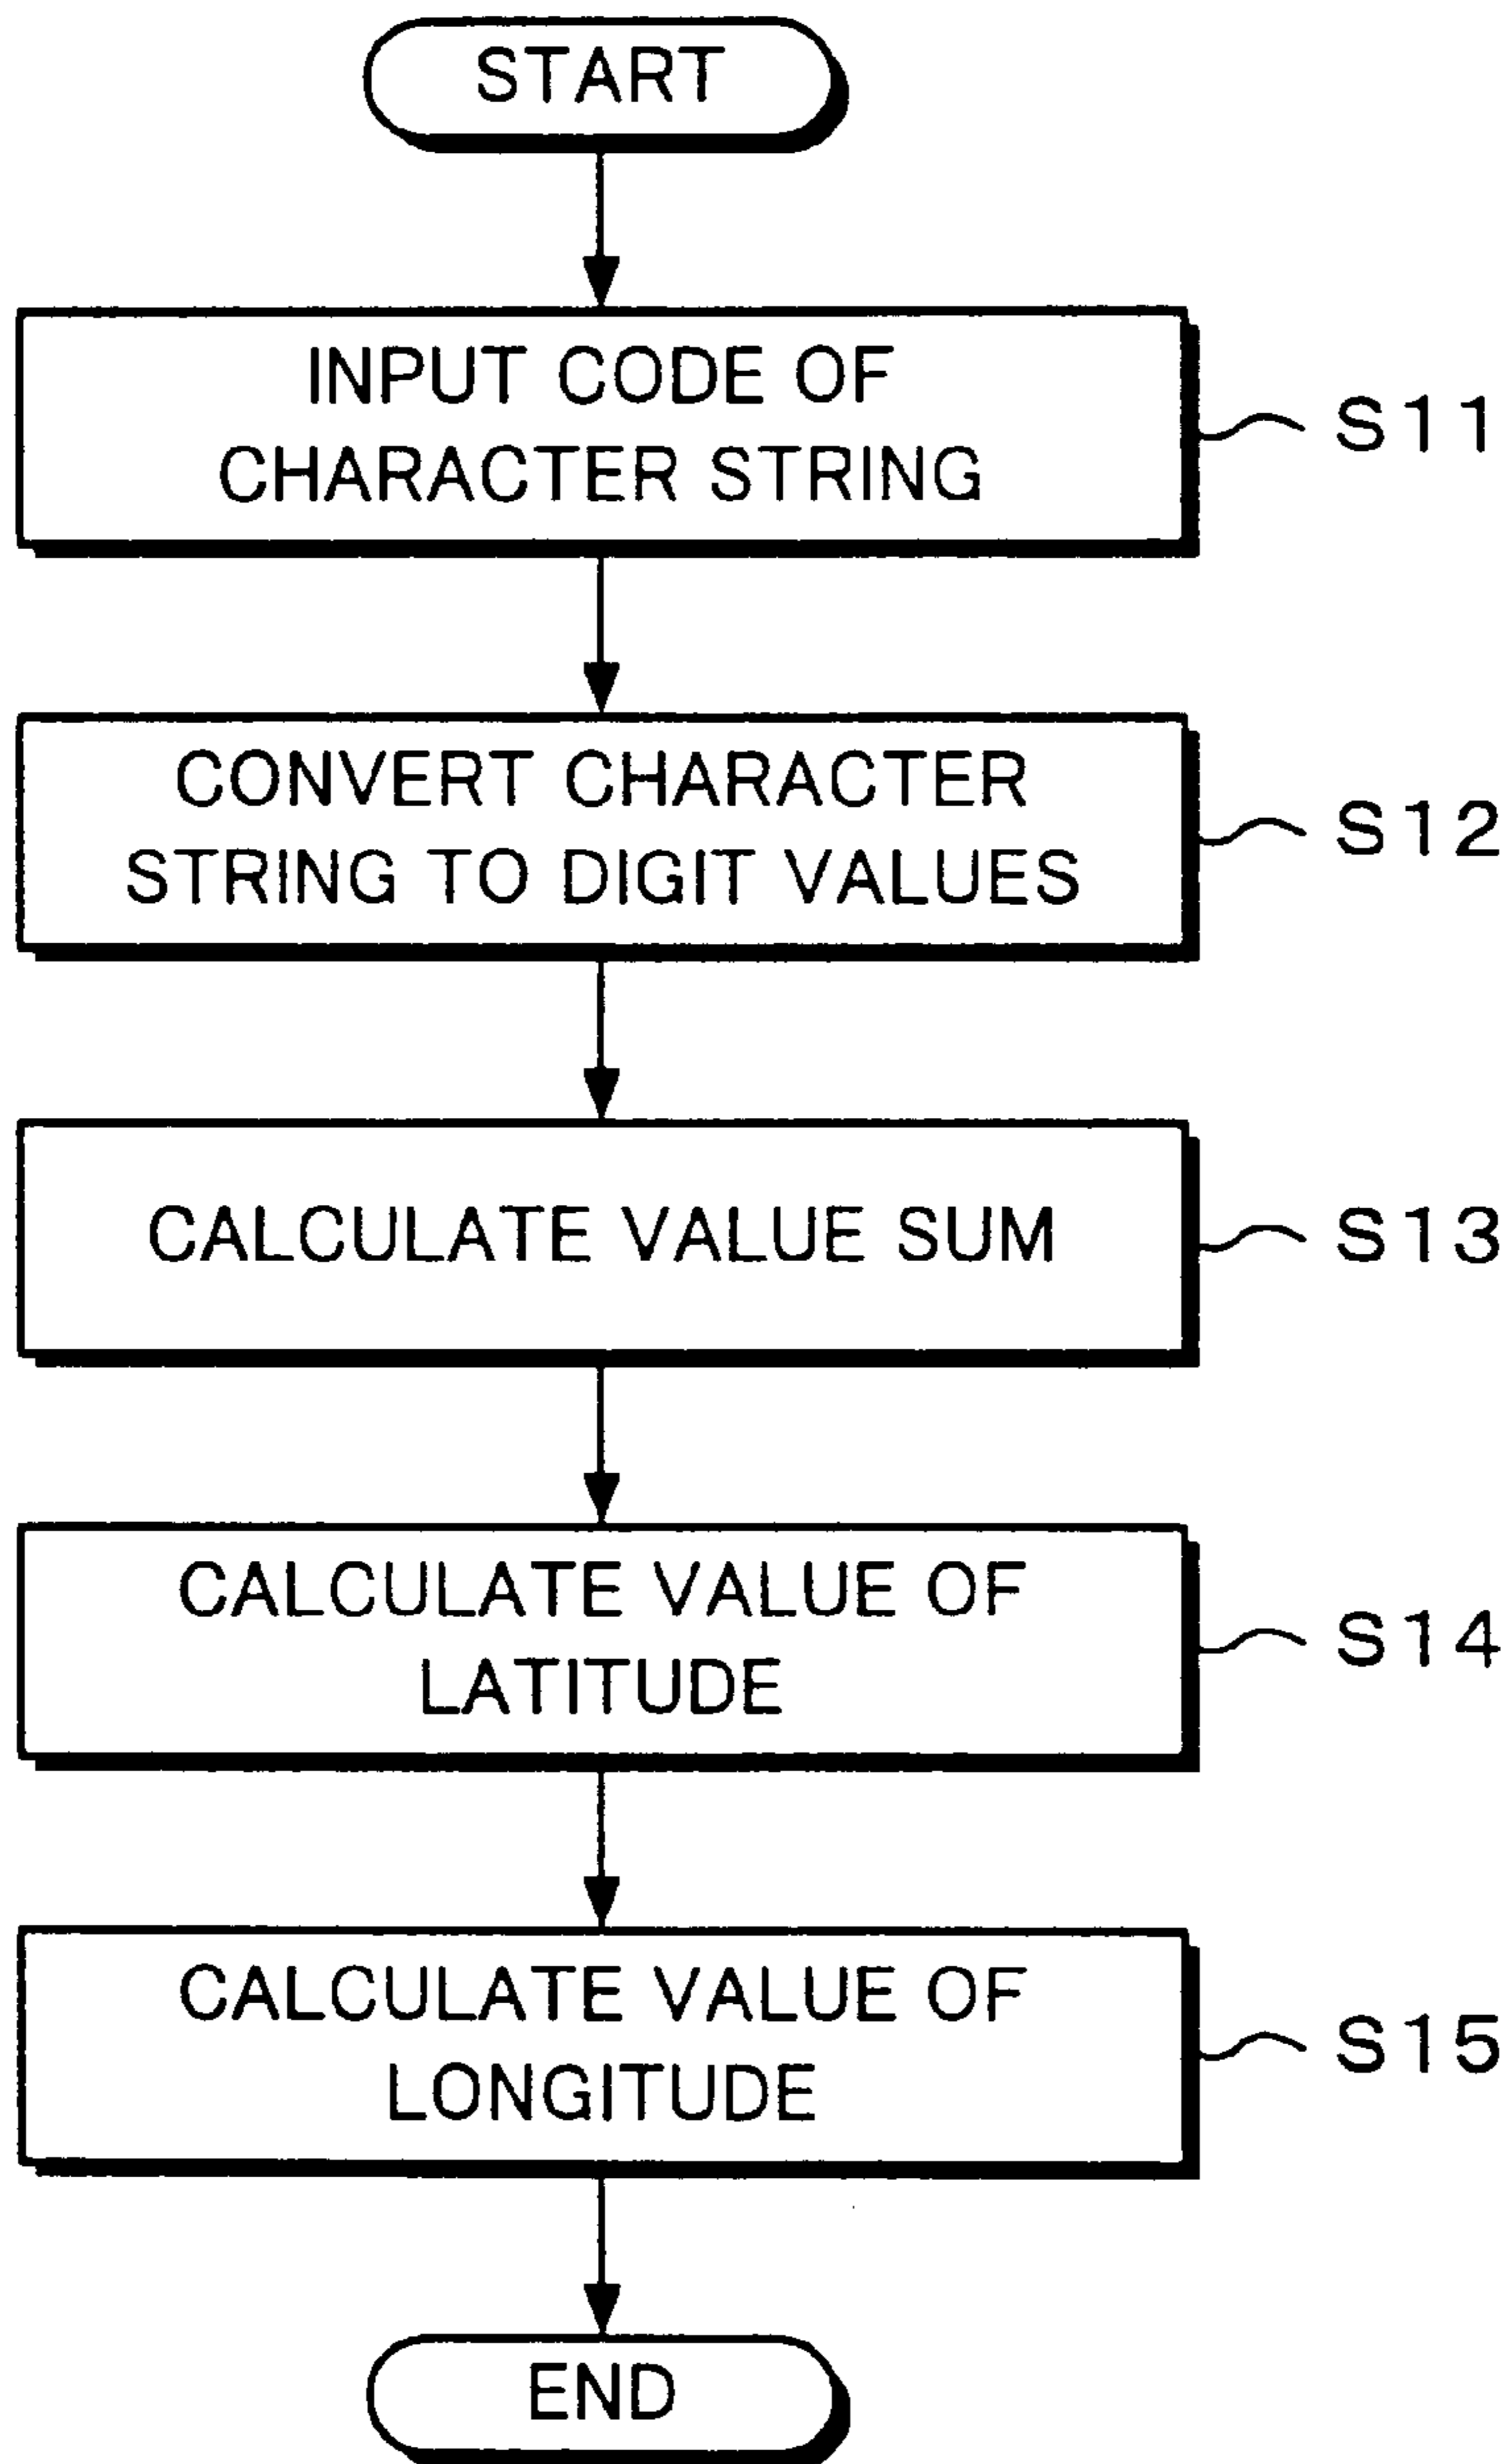 START
INPUT CODE OF
CHARACTER STRING
S11
CONVERT CHARACTER
STRING TO DIGIT VALUES
S12
CALCULATE VALUE SUM
S13
CALCULATE VALUE OF
LATITUDE
S14
CALCULATE VALUE OF
LONGITUDE
S15
END